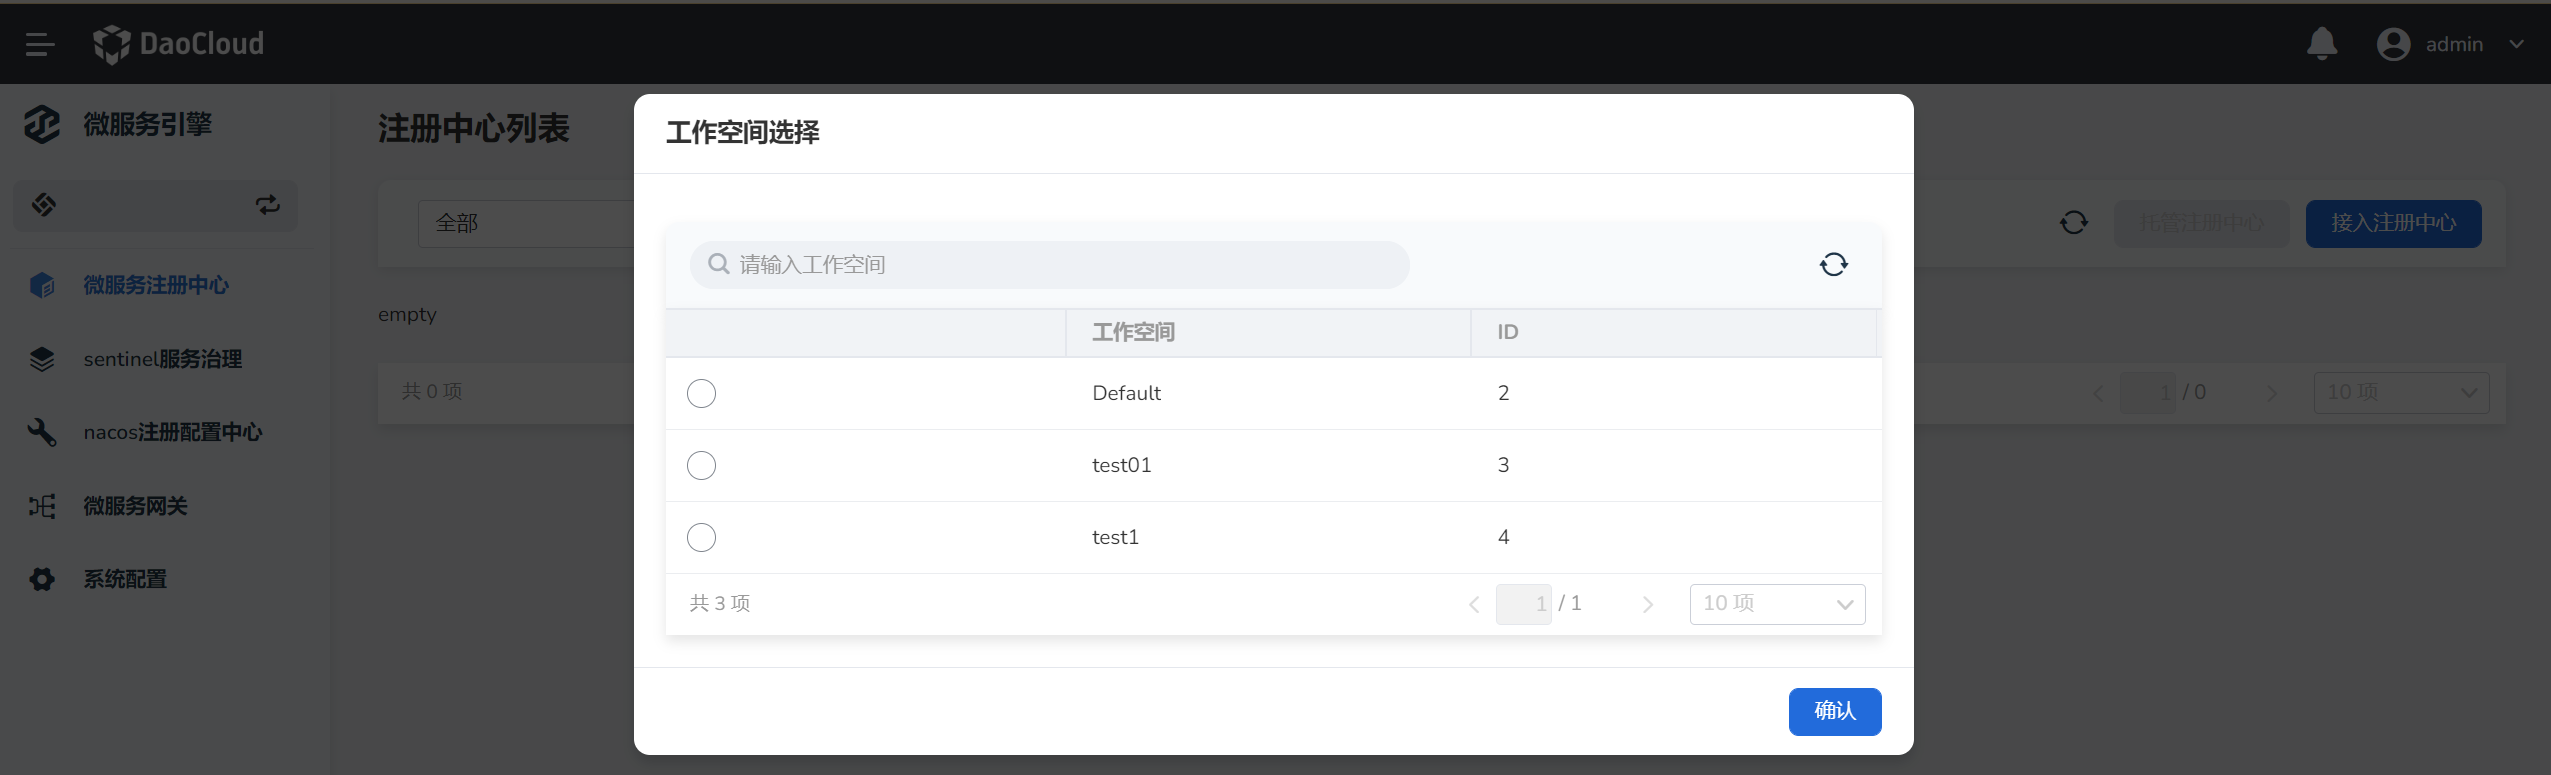 DaoCloud
admin
微服务引擎
微服务注册中心
sentinel服务治理
nacos注册配置中心
微服务网关
系统配置
注册中心列表
全部
托管注册中心
接入注册中心
empty
共 0 项
1 / 0
10 项
工作空间选择
请输入工作空间
工作空间 ID
Default 2
test01 3
test1 4
共 3 项
1 / 1
10 项
确认